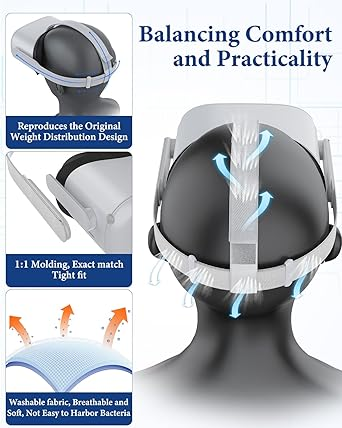 Balancing Comfort
and Practicality
Reproduces the Original
Weight Distribution Design
1:1 Molding, Exact match
Tight fit
Washable fabric, Breathable and
Soft, Not Easy to Harbor Bacteria